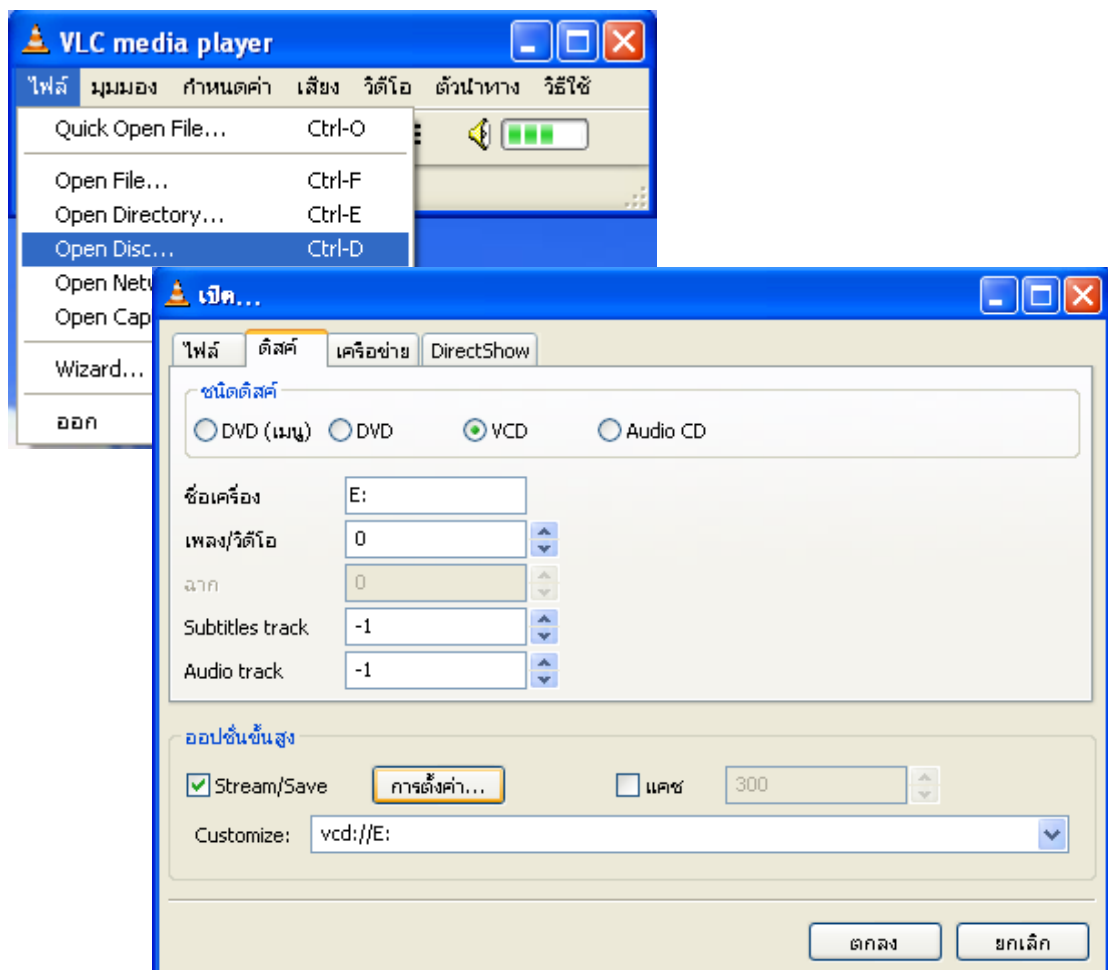 VLC media player
ไฟล์ มุมมอง กำหนดค่า เสียง วิดีโอ ตัวนำทาง วิธีใช้
Quick Open File... Ctrl-O
Open File... Ctrl-F
Open Directory... Ctrl-E
Open Disc... Ctrl-D
Open
Open Cap
Wizard...
ออก
เปิด...
ไฟล์ ดิสค์ เครือข่าย DirectShow
ชนิดดิสค์
DVD (เมนู) DVD VCD Audio CD
ชื่อเครื่อง E:
เพลง/วิดีโอ 0
ฉาก 0
Subtitles track -1
Audio track -1
ออปชั่นขั้นสูง
Stream/Save การตั้งค่า... แคช 300
Customize: vcd://E:
ตกลง ยกเลิก